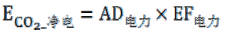 E_{CO₂_净电} = AD_{电力} × EF_{电力}